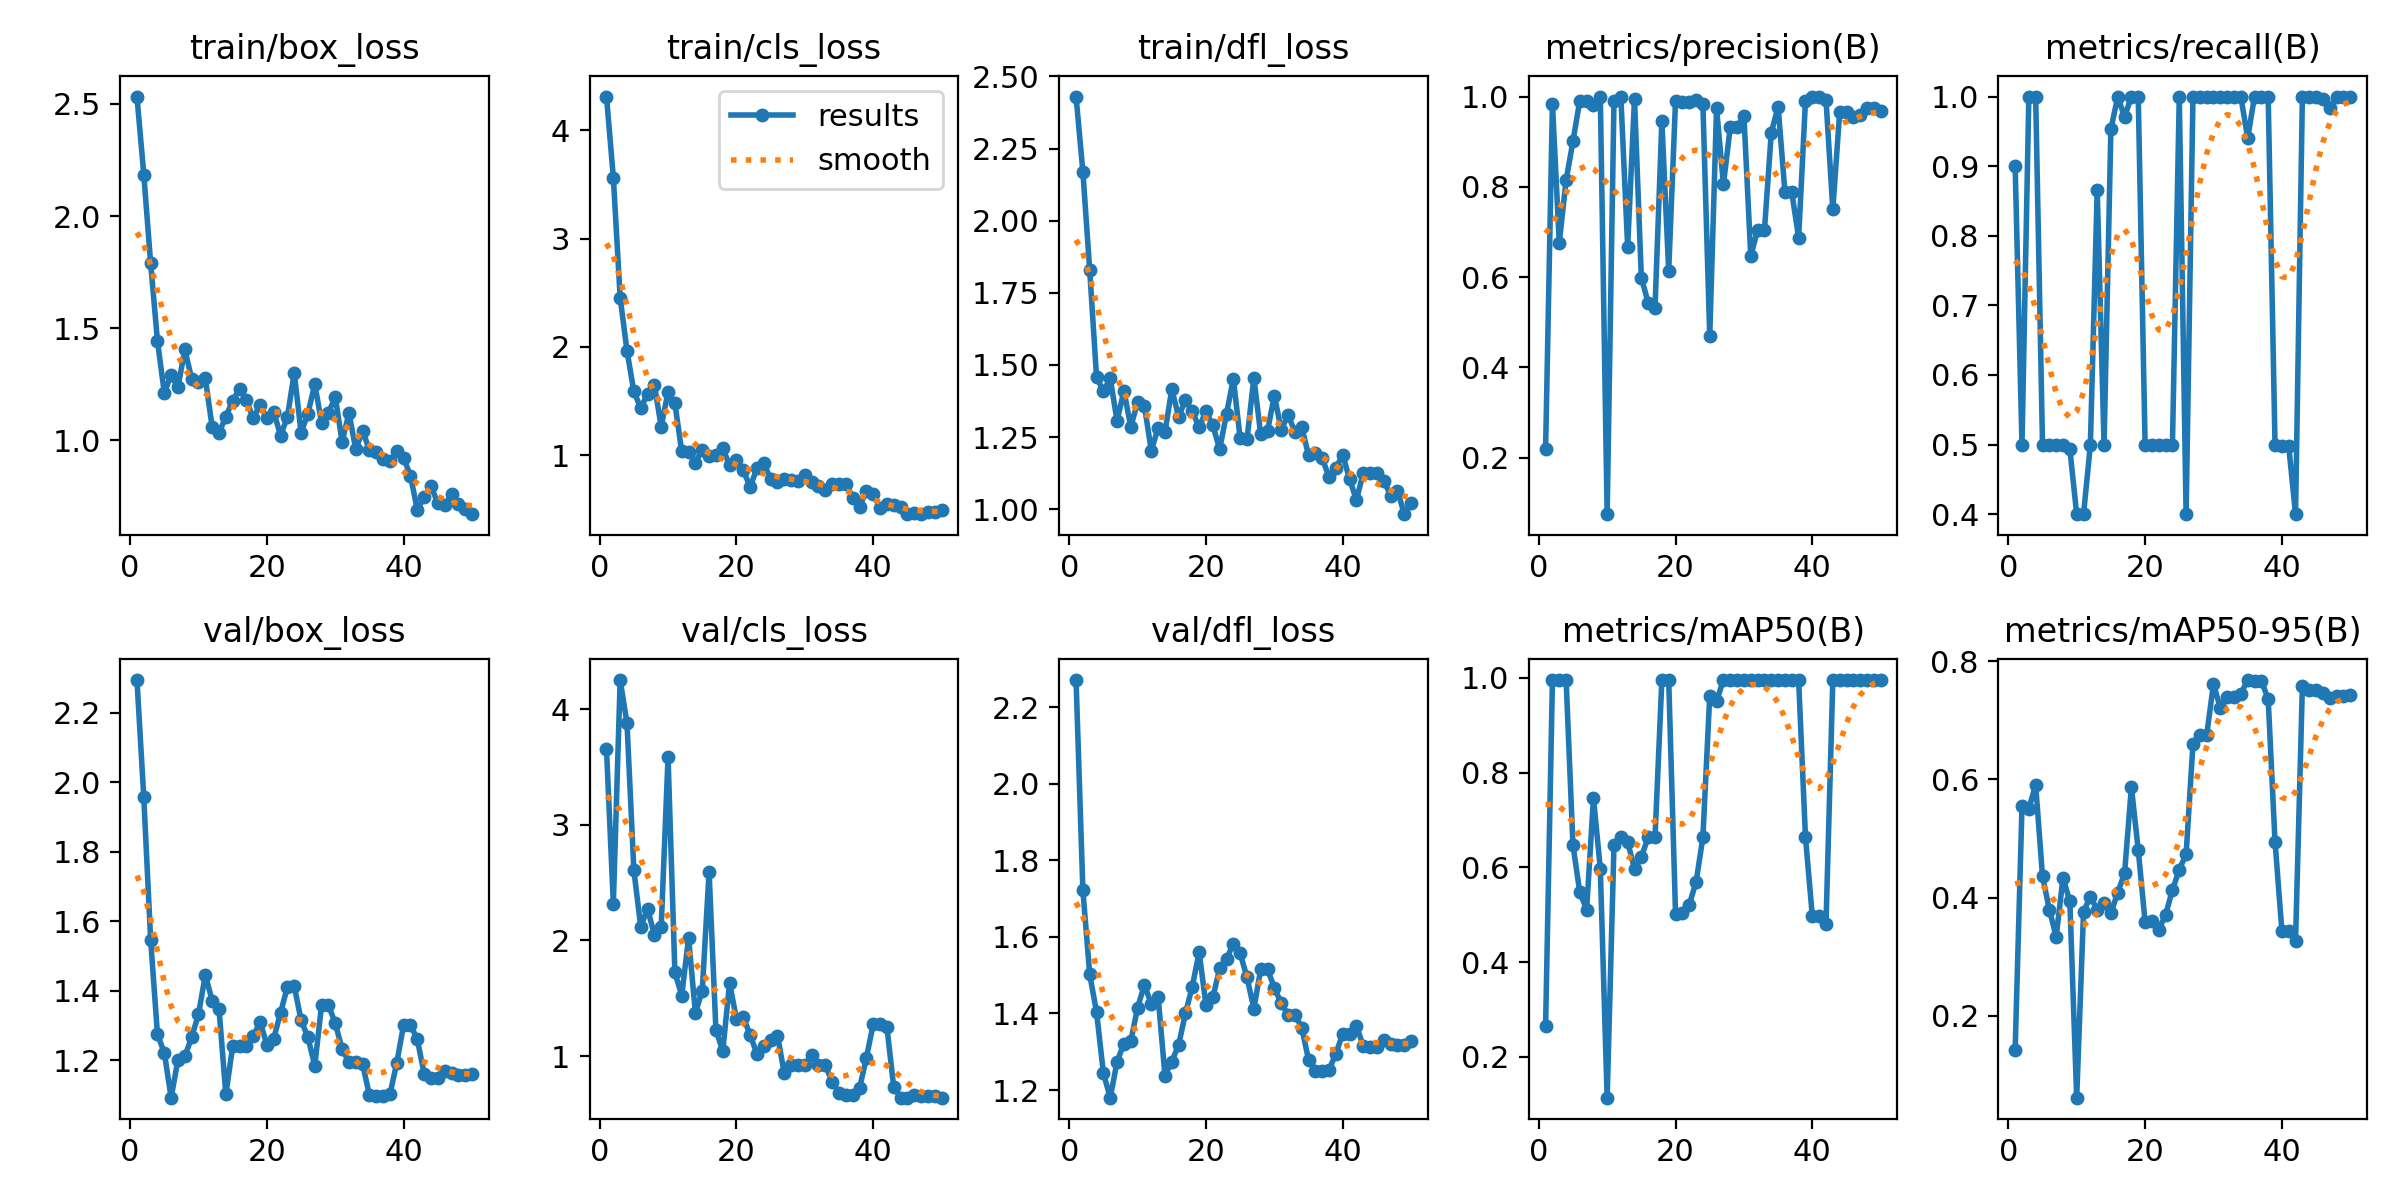 train/box_loss
2.5
2.0
1.5
1.0
0 20 40
train/cls_loss
results
smooth
4
3
2
1
0 20 40
train/dfl_loss
2.50
2.25
2.00
1.75
1.50
1.25
1.00
0 20 40
metrics/precision(B)
1.0
0.8
0.6
0.4
0.2
0 20 40
metrics/recall(B)
1.0
0.9
0.8
0.7
0.6
0.5
0.4
0 20 40
val/box_loss
2.2
2.0
1.8
1.6
1.4
1.2
0 20 40
val/cls_loss
4
3
2
1
0 20 40
val/dfl_loss
2.2
2.0
1.8
1.6
1.4
1.2
0 20 40
metrics/mAP50(B)
1.0
0.8
0.6
0.4
0.2
0 20 40
metrics/mAP50-95(B)
0.8
0.6
0.4
0.2
0 20 40